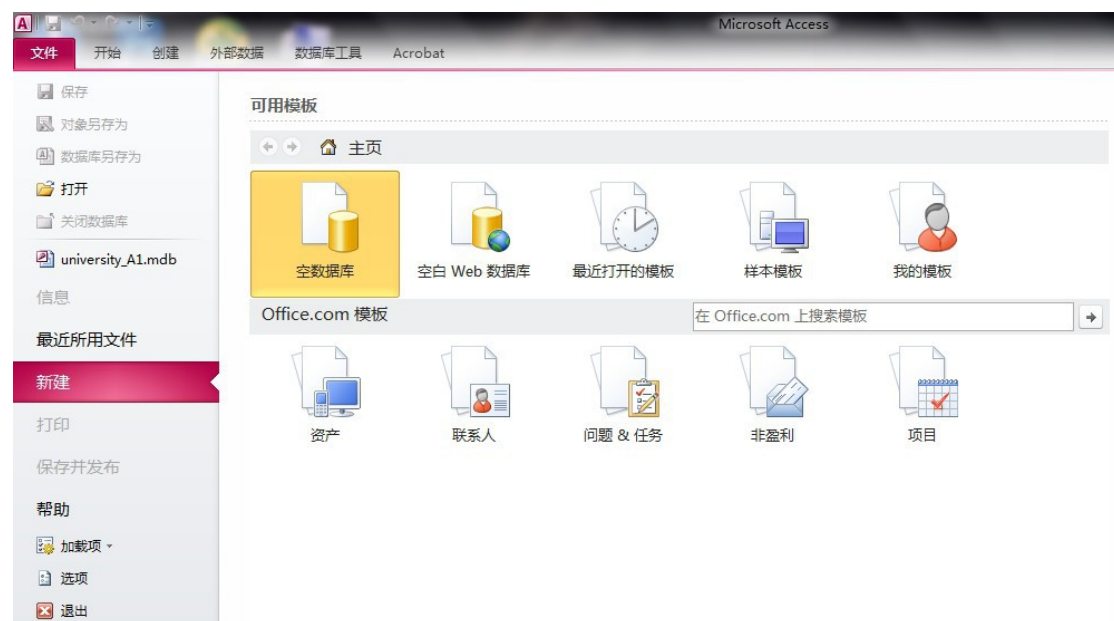 A
Microsoft Access
文件 开始 创建 外部数据 数据库工具 Acrobat
保存
对象另存为
数据库另存为
打开
关闭数据库
university_A1.mdb
信息
最近所用文件
新建
打印
保存并发布
帮助
加载项
选项
退出
可用模板
主页
空数据库 空白 Web 数据库 最近打开的模板 样本模板 我的模板
Office.com 模板 在 Office.com 上搜索模板
资产 联系人 问题 & 任务 非盈利 项目